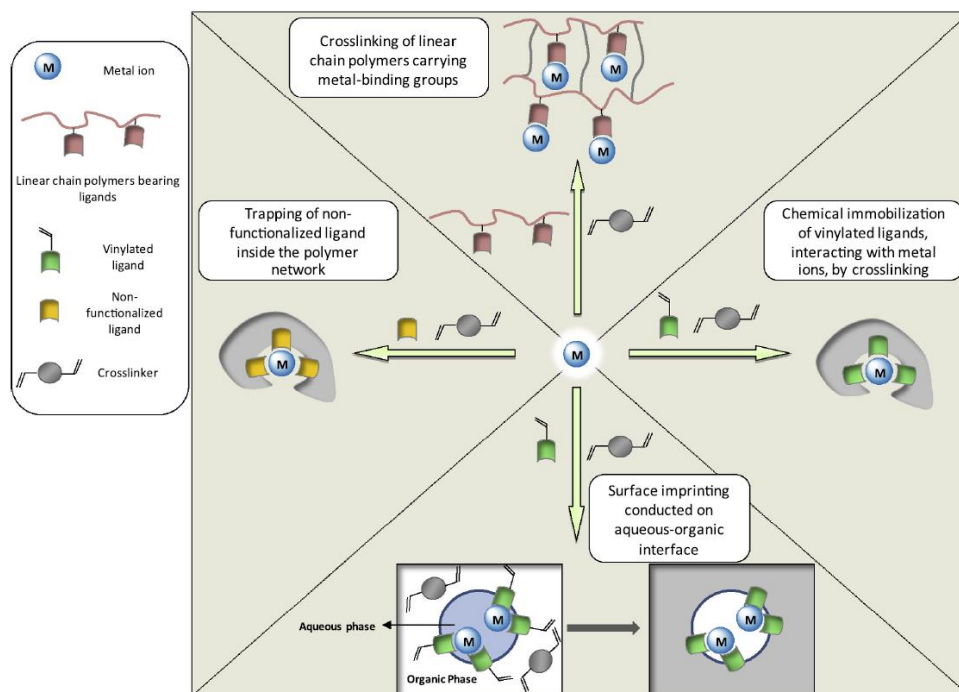 M
Metal ion
Linear chain polymers bearing
ligands
Vinylated
ligand
Non-
functionalized
ligand
Crosslinker
Crosslinking of linear
chain polymers carrying
metal-binding groups
M
M
M
M
Trapping of non-
functionalized ligand
inside the polymer
network
Chemical immobilization
of vinylated ligands,
interacting with metal
ions, by crosslinking
M
M
M
Surface imprinting
conducted on
aqueous-organic
interface
Aqueous phase
M
M
Organic Phase
M
M